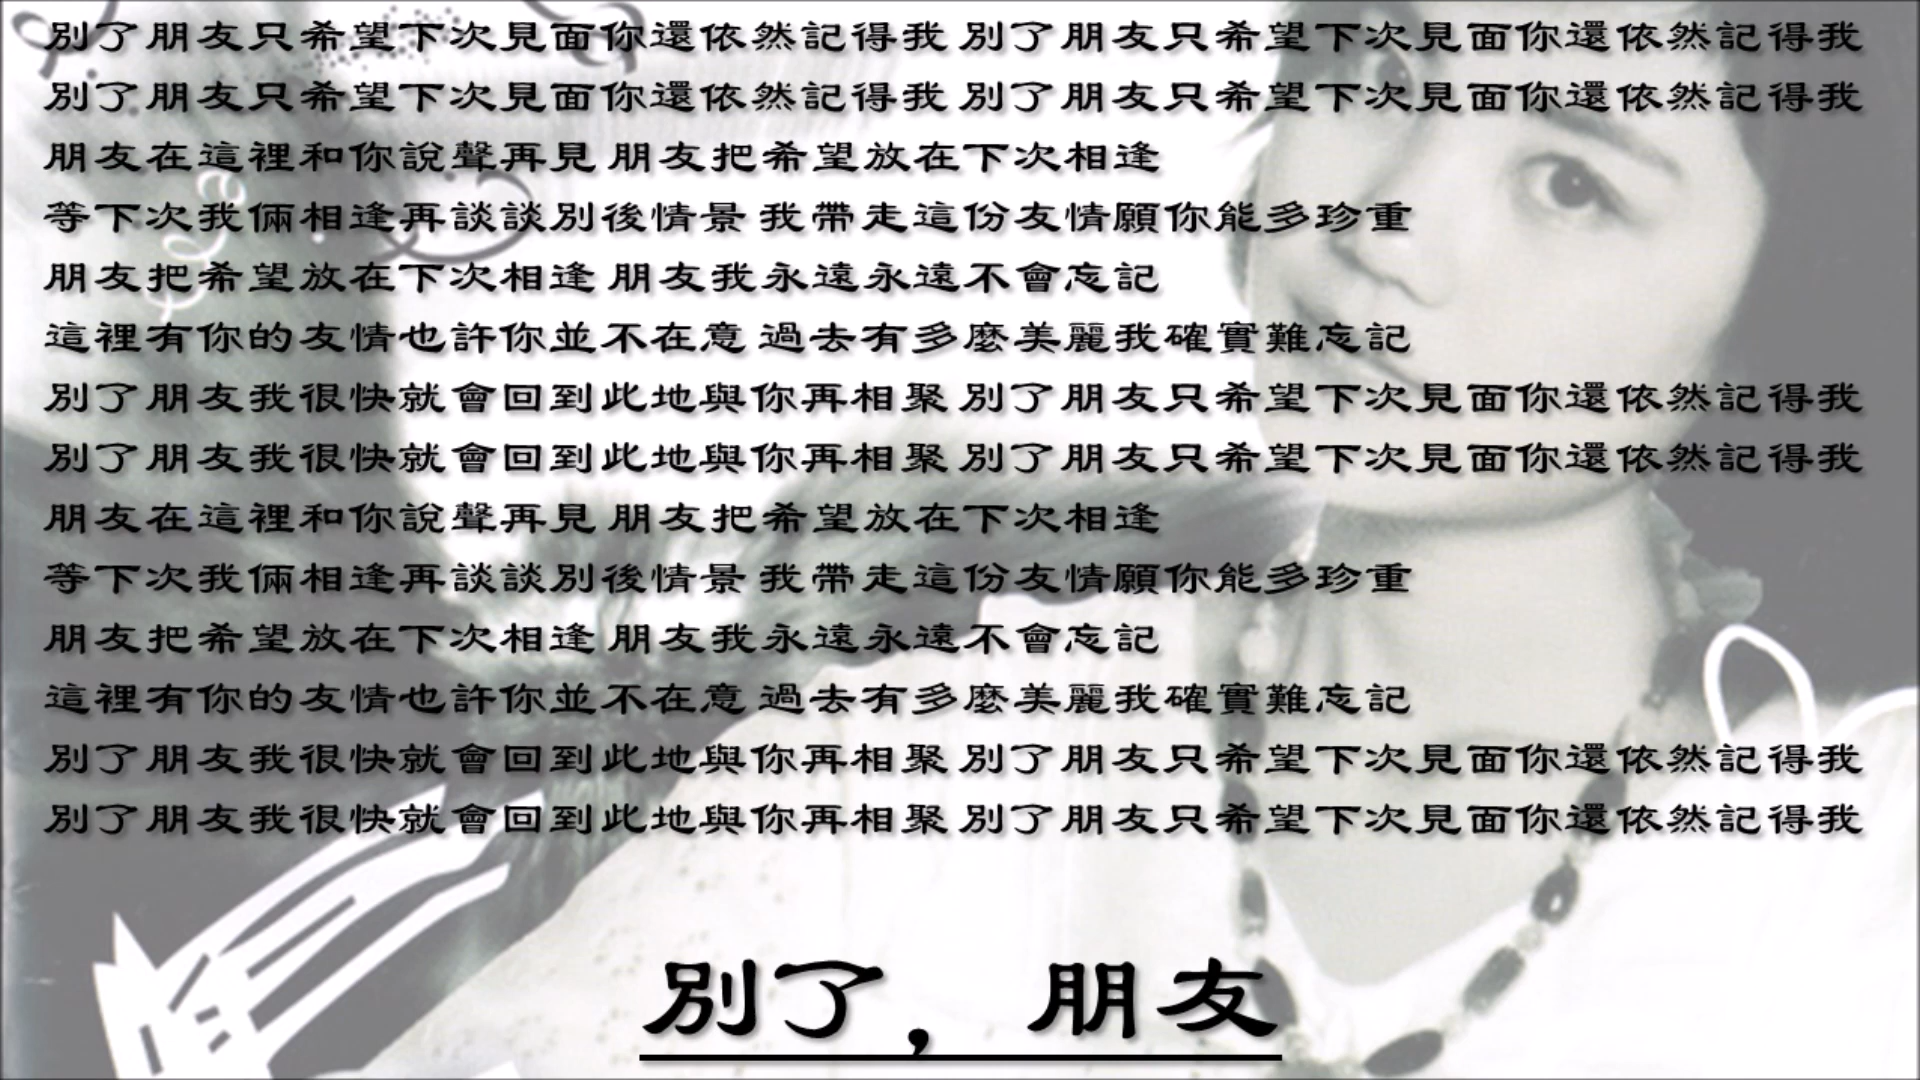 別了朋友只希望下次見面你還依然記得我 別了朋友只希望下次見面你還依然記得我
別了朋友只希望下次見面你還依然記得我 別了朋友只希望下次見面你還依然記得我
朋友在這裡和你說聲再見 朋友把希望放在下次相逢
等下次我倆相逢再談談別後情景 我帶走這份友情願你能多珍重
朋友把希望放在下次相逢 朋友我永遠永遠不會忘記
這裡有你的友情也許你並不在意 過去有多麼美麗我確實難忘記
別了朋友我很快就會回到此地與你再相聚 別了朋友只希望下次見面你還依然記得我
別了朋友我很快就會回到此地與你再相聚 別了朋友只希望下次見面你還依然記得我
朋友在這裡和你說聲再見 朋友把希望放在下次相逢
等下次我倆相逢再談談別後情景 我帶走這份友情願你能多珍重
朋友把希望放在下次相逢 朋友我永遠永遠不會忘記
這裡有你的友情也許你並不在意 過去有多麼美麗我確實難忘記
別了朋友我很快就會回到此地與你再相聚 別了朋友只希望下次見面你還依然記得我
別了朋友我很快就會回到此地與你再相聚 別了朋友只希望下次見面你還依然記得我
別了，朋友